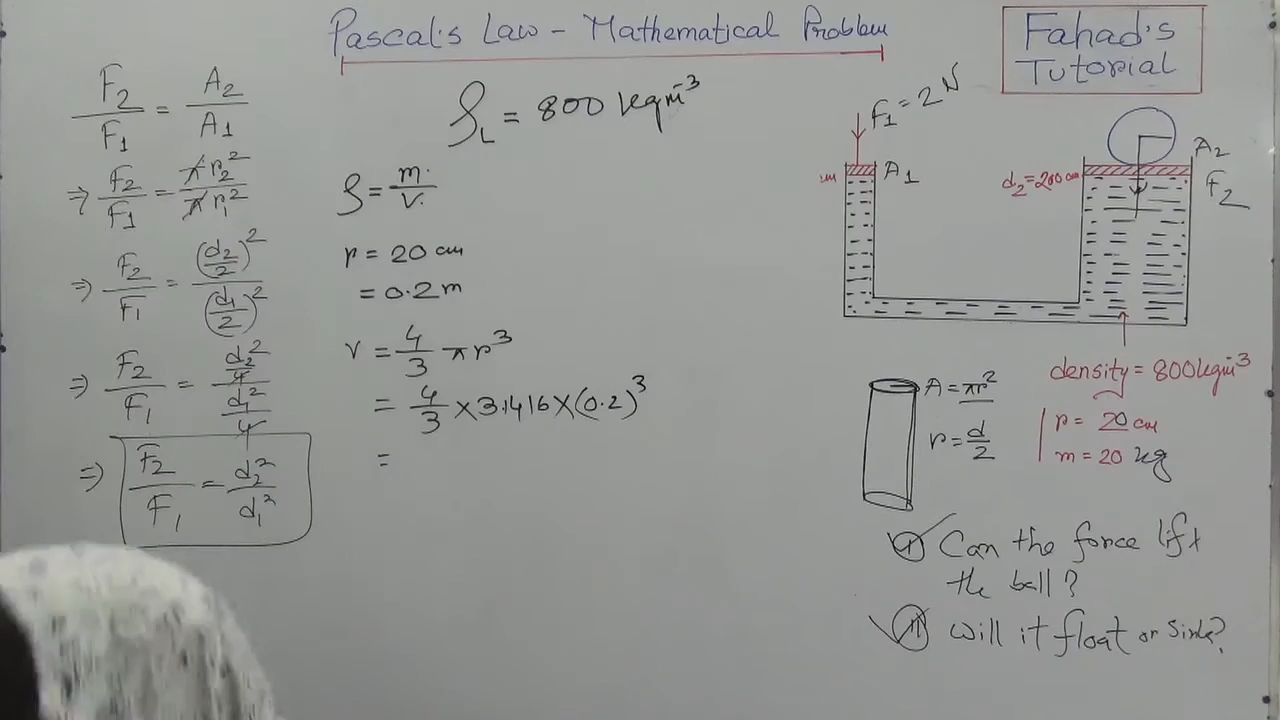 Pascal's Law - Mathematical Problem
Fahad's
Tutorial
F₂/F₁ = A₂/A₁
⇒ F₂/F₁ = πr₂²/πr₁²
⇒ F₂/F₁ = (d₂/2)²/(d₁/2)²
⇒ F₂/F₁ = d₂²/4/d₁²/4
⇒ F₂/F₁ = d₂²/d₁²
ρL = 800 kgm⁻³
ρ = m/v
r = 20 cm
= 0.2 m
v = 4/3 πr³
= 4/3 × 3.1416 × (0.2)³
=
F₁ = 2 N
cm
A₁
d₂ = 200 cm
A₂
F₂
density = 800 kgm⁻³
r = 20 cm
m = 20 kg
A = πr²
r = d/2
(I) Can the force lift
the ball?
(II) Will it float or sink?